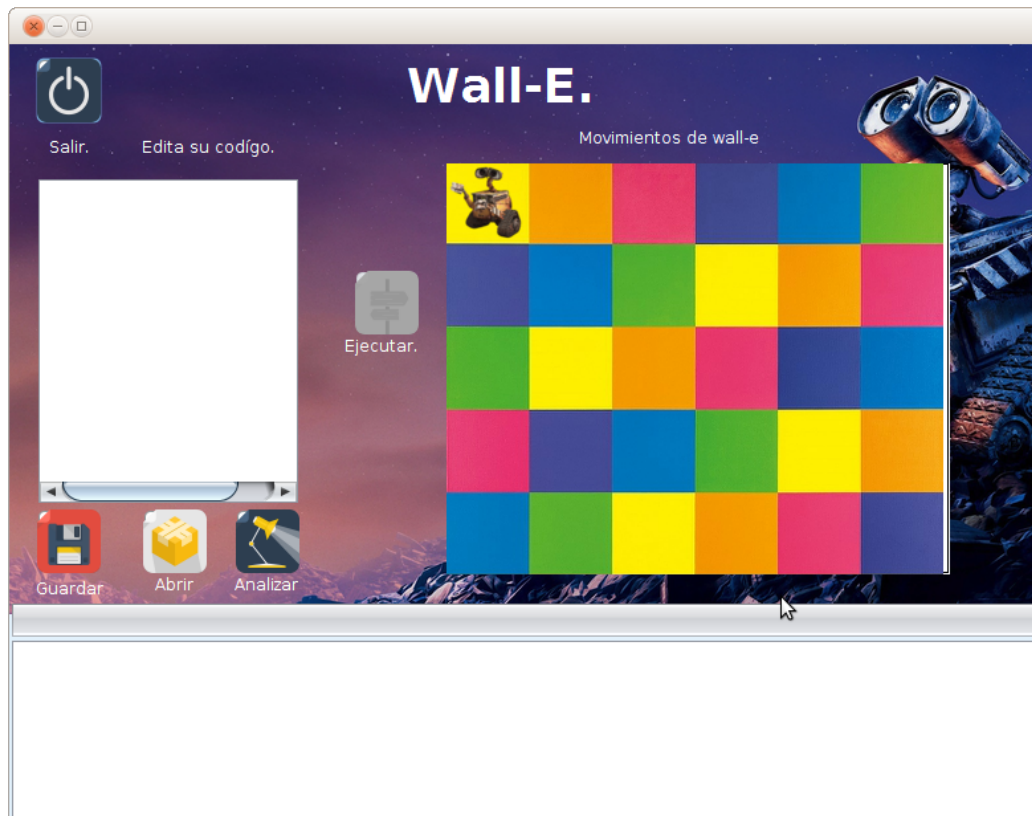 Wall-E.
Movimientos de wall-e
Salir.
Edita su codígo.
Ejecutar.
Guardar
Abrir
Analizar